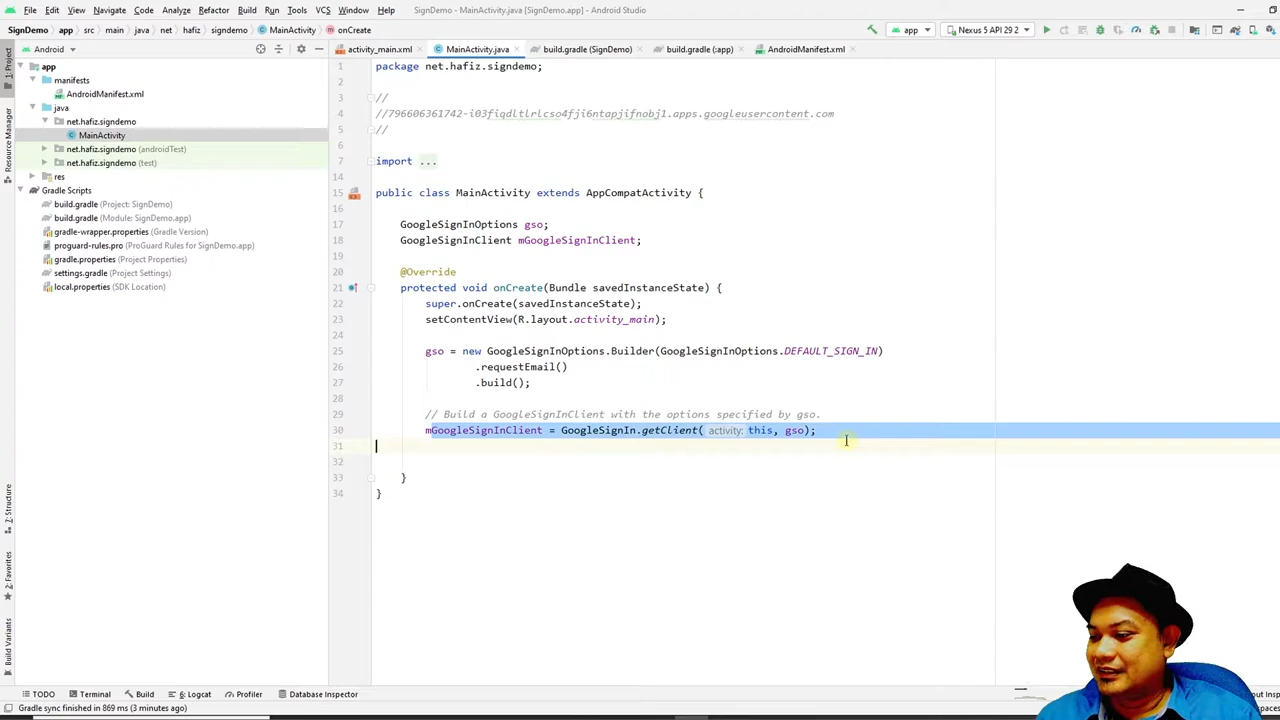 File Edit View Navigate Code Analyze Refactor Build Run Tools VCS Window Help SignDemo - MainActivity.java [SignDemo.app] - Android Studio
SignDemo app src main java net hafiz signdemo MainActivity onCreate app Nexus 5 API 29 2
1: Project
Android
activity_main.xml MainActivity.java build.gradle (SignDemo) build.gradle (:app) AndroidManifest.xml
app
manifests
AndroidManifest.xml
java
net.hafiz.signdemo
MainActivity
net.hafiz.signdemo (androidTest)
net.hafiz.signdemo (test)
res
Gradle Scripts
build.gradle (Project: SignDemo)
build.gradle (Module: SignDemo.app)
gradle-wrapper.properties (Gradle Version)
proguard-rules.pro (ProGuard Rules for SignDemo.app)
gradle.properties (Project Properties)
settings.gradle (Project Settings)
local.properties (SDK Location)
Resource Manager
Z: Structure
2: Favorites
Build Variants
1 package net.hafiz.signdemo;
2
3 //
4 //796606361742-i03fiqdltlrlcso4fji6ntapjifnobj1.apps.googleusercontent.com
5 //
6
7 import ...
15 public class MainActivity extends AppCompatActivity {
16
17 GoogleSignInOptions gso;
18 GoogleSignInClient mGoogleSignInClient;
19
20 @Override
21 protected void onCreate(Bundle savedInstanceState) {
22 super.onCreate(savedInstanceState);
23 setContentView(R.layout.activity_main);
24
25 gso = new GoogleSignInOptions.Builder(GoogleSignInOptions.DEFAULT_SIGN_IN)
26 .requestEmail()
27 .build();
28
29 // Build a GoogleSignInClient with the options specified by gso.
30 mGoogleSignInClient = GoogleSignIn.getClient( activity: this, gso);
31
32
33 }
34 }
TODO Terminal Build 6: Logcat Profiler Database Inspector
Gradle sync finished in 869 ms (3 minutes ago)